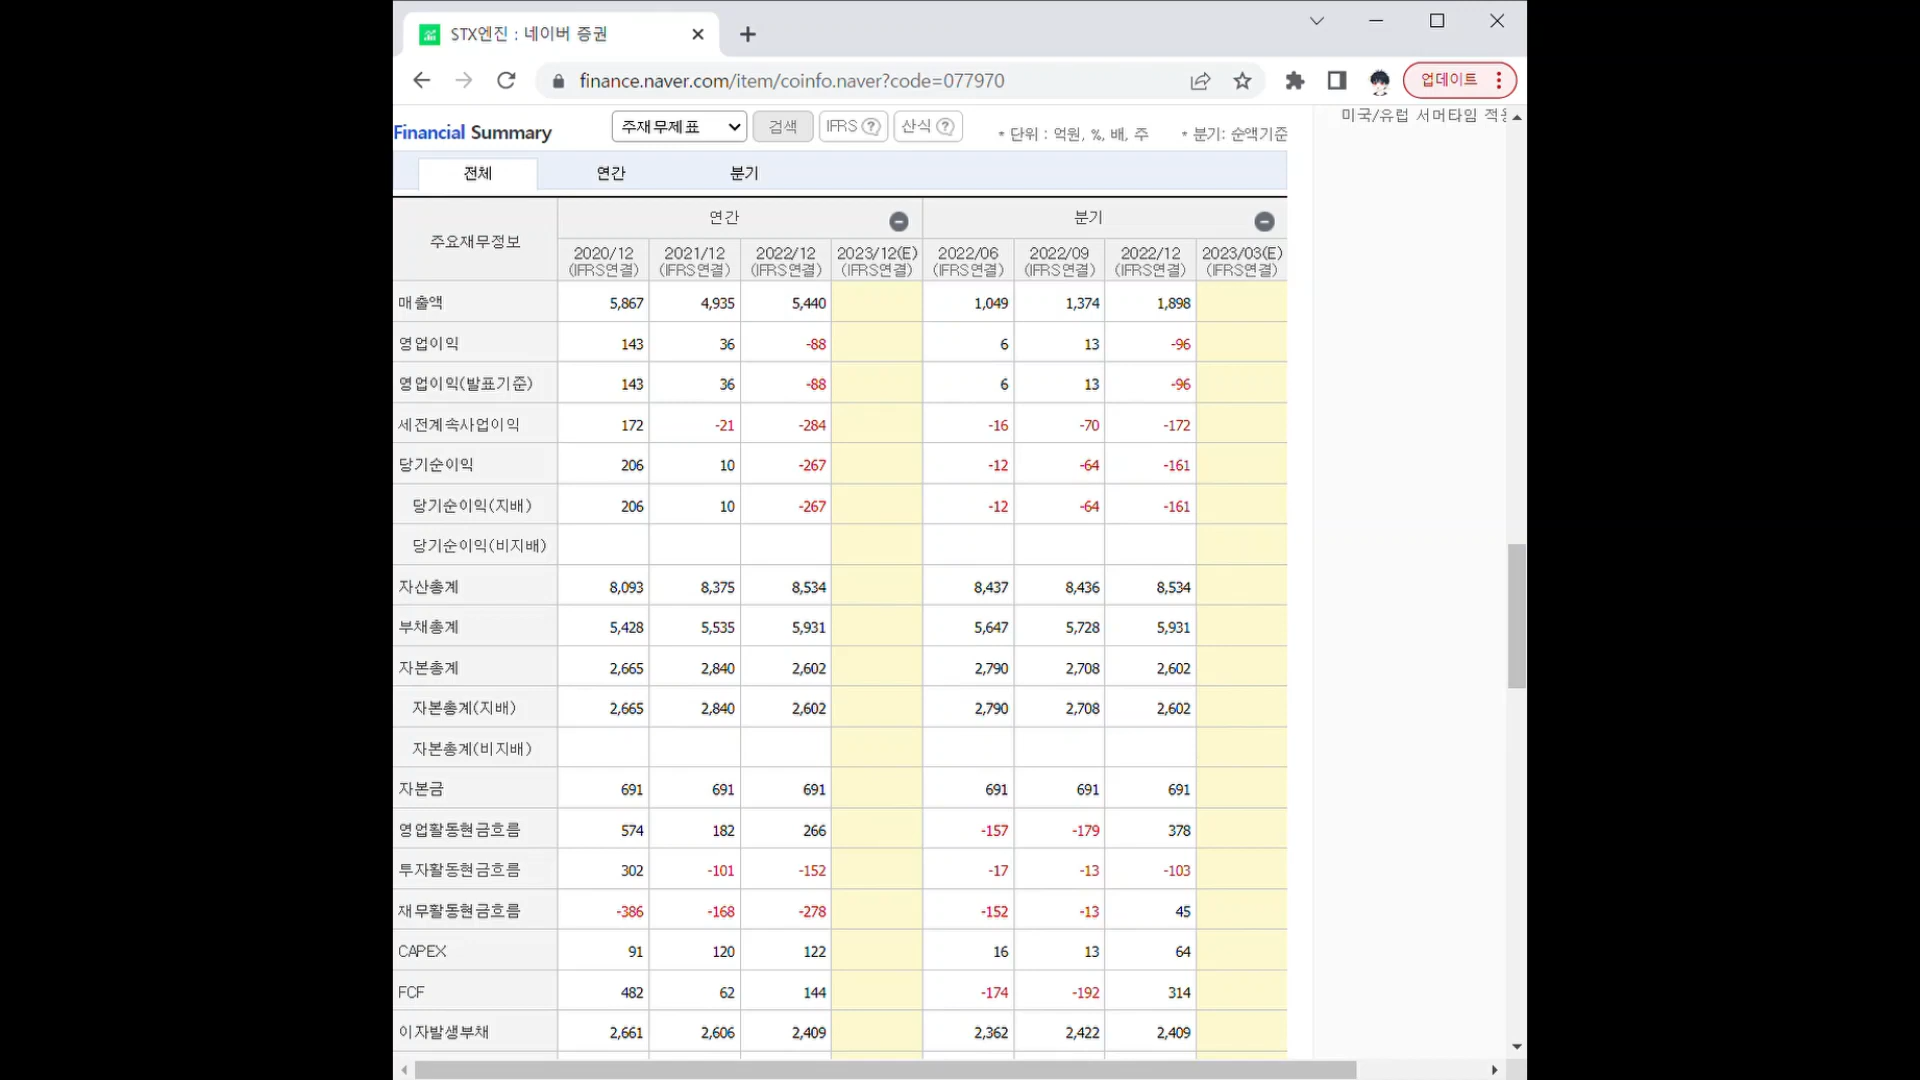 STX엔진 : 네이버 증권
finance.naver.com/item/coinfo.naver?code=077970
업데이트
미국/유럽 서머타임
Financial Summary 주재무제표 검색 IFRS ? 산식 ? * 단위 : 억원, %, 배, 주 * 분기: 순액기준
전체 연간 분기
주요재무정보 연간 분기
2020/12 2021/12 2022/12 2023/12(E) 2022/06 2022/09 2022/12 2023/03(E)
(IFRS연결) (IFRS연결) (IFRS연결) (IFRS연결) (IFRS연결) (IFRS연결) (IFRS연결) (IFRS연결)
매출액 5,867 4,935 5,440 1,049 1,374 1,898
영업이익 143 36 -88 6 13 -96
영업이익(발표기준) 143 36 -88 6 13 -96
세전계속사업이익 172 -21 -284 -16 -70 -172
당기순이익 206 10 -267 -12 -64 -161
당기순이익(지배) 206 10 -267 -12 -64 -161
당기순이익(비지배)
자산총계 8,093 8,375 8,534 8,437 8,436 8,534
부채총계 5,428 5,535 5,931 5,647 5,728 5,931
자본총계 2,665 2,840 2,602 2,790 2,708 2,602
자본총계(지배) 2,665 2,840 2,602 2,790 2,708 2,602
자본총계(비지배)
자본금 691 691 691 691 691 691
영업활동현금흐름 574 182 266 -157 -179 378
투자활동현금흐름 302 -101 -152 -17 -13 -103
재무활동현금흐름 -386 -168 -278 -152 -13 45
CAPEX 91 120 122 16 13 64
FCF 482 62 144 -174 -192 314
이자발생부채 2,661 2,606 2,409 2,362 2,422 2,409